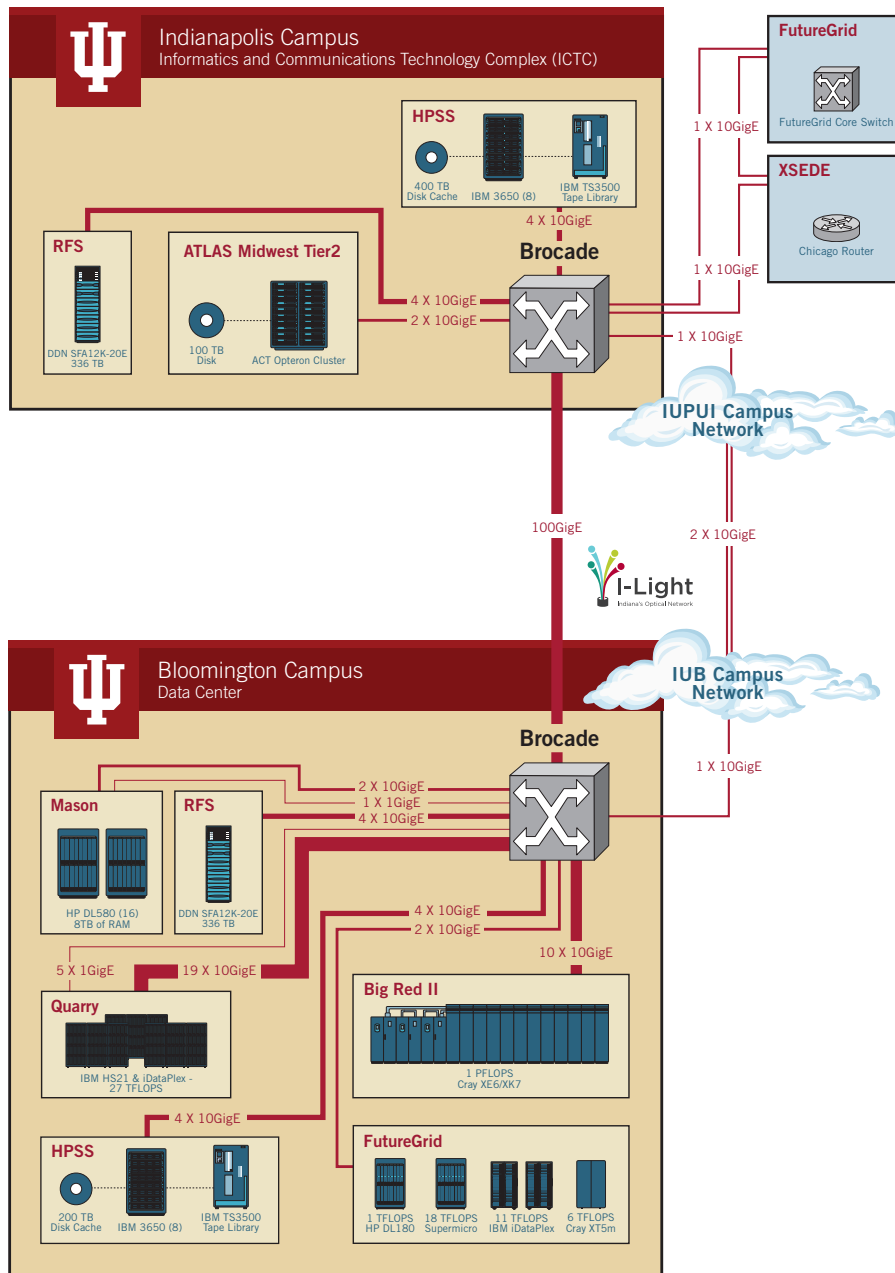 Indianapolis Campus
Informatics and Communications Technology Complex (ICTC)
FutureGrid
FutureGrid Core Switch
1 X 10GigE
XSEDE
Chicago Router
1 X 10GigE
HPSS
400 TB
Disk Cache
IBM 3650 (8)
IBM TS3500
Tape Library
4 X 10GigE
Brocade
RFS
DDN SFA12K-20E
336 TB
ATLAS Midwest Tier2
100 TB
Disk
ACT Opteron Cluster
4 X 10GigE
2 X 10GigE
1 X 10GigE
IUPUI Campus
Network
100GigE
2 X 10GigE
I-Light
Indiana's Optical Network
Bloomington Campus
Data Center
IUB Campus
Network
Brocade
1 X 10GigE
2 X 10GigE
1 X 1GigE
4 X 10GigE
Mason
HP DL580 (16)
8TB of RAM
RFS
DDN SFA12K-20E
336 TB
4 X 10GigE
2 X 10GigE
10 X 10GigE
5 X 1GigE
19 X 10GigE
Quarry
IBM HS21 & iDataPlex -
27 TFLOPS
Big Red II
1 PFLOPS
Cray XE6/XK7
4 X 10GigE
HPSS
200 TB
Disk Cache
IBM 3650 (8)
IBM TS3500
Tape Library
FutureGrid
1 TFLOPS
HP DL180
18 TFLOPS
Supermicro
11 TFLOPS
IBM iDataPlex
6 TFLOPS
Cray XT5m